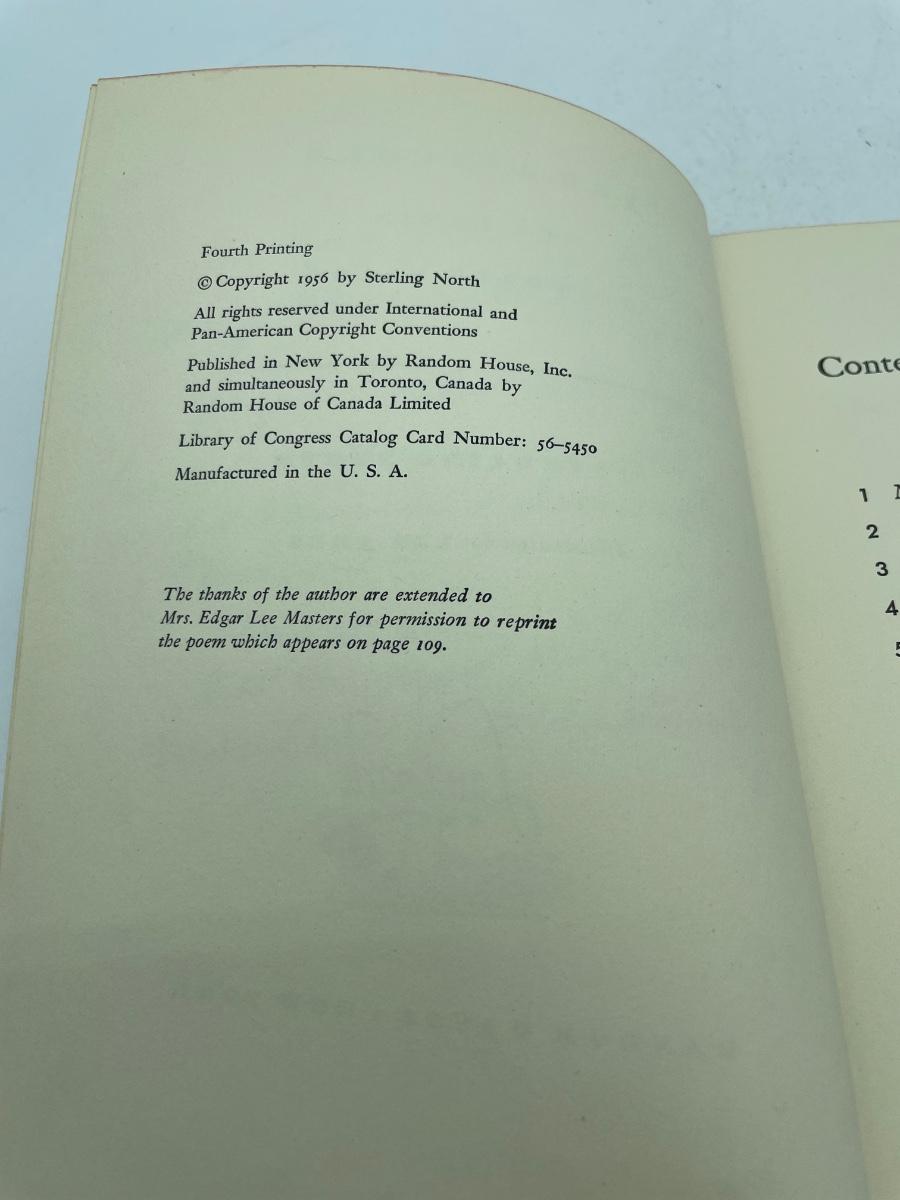 Fourth Printing
© Copyright 1956 by Sterling North
All rights reserved under International and
Pan-American Copyright Conventions
Published in New York by Random House, Inc.
and simultaneously in Toronto, Canada by
Random House of Canada Limited
Library of Congress Catalog Card Number: 56–5450
Manufactured in the U. S. A.
The thanks of the author are extended to
Mrs. Edgar Lee Masters for permission to reprint
the poem which appears on page 109.
Conte
1
2
3
4
5